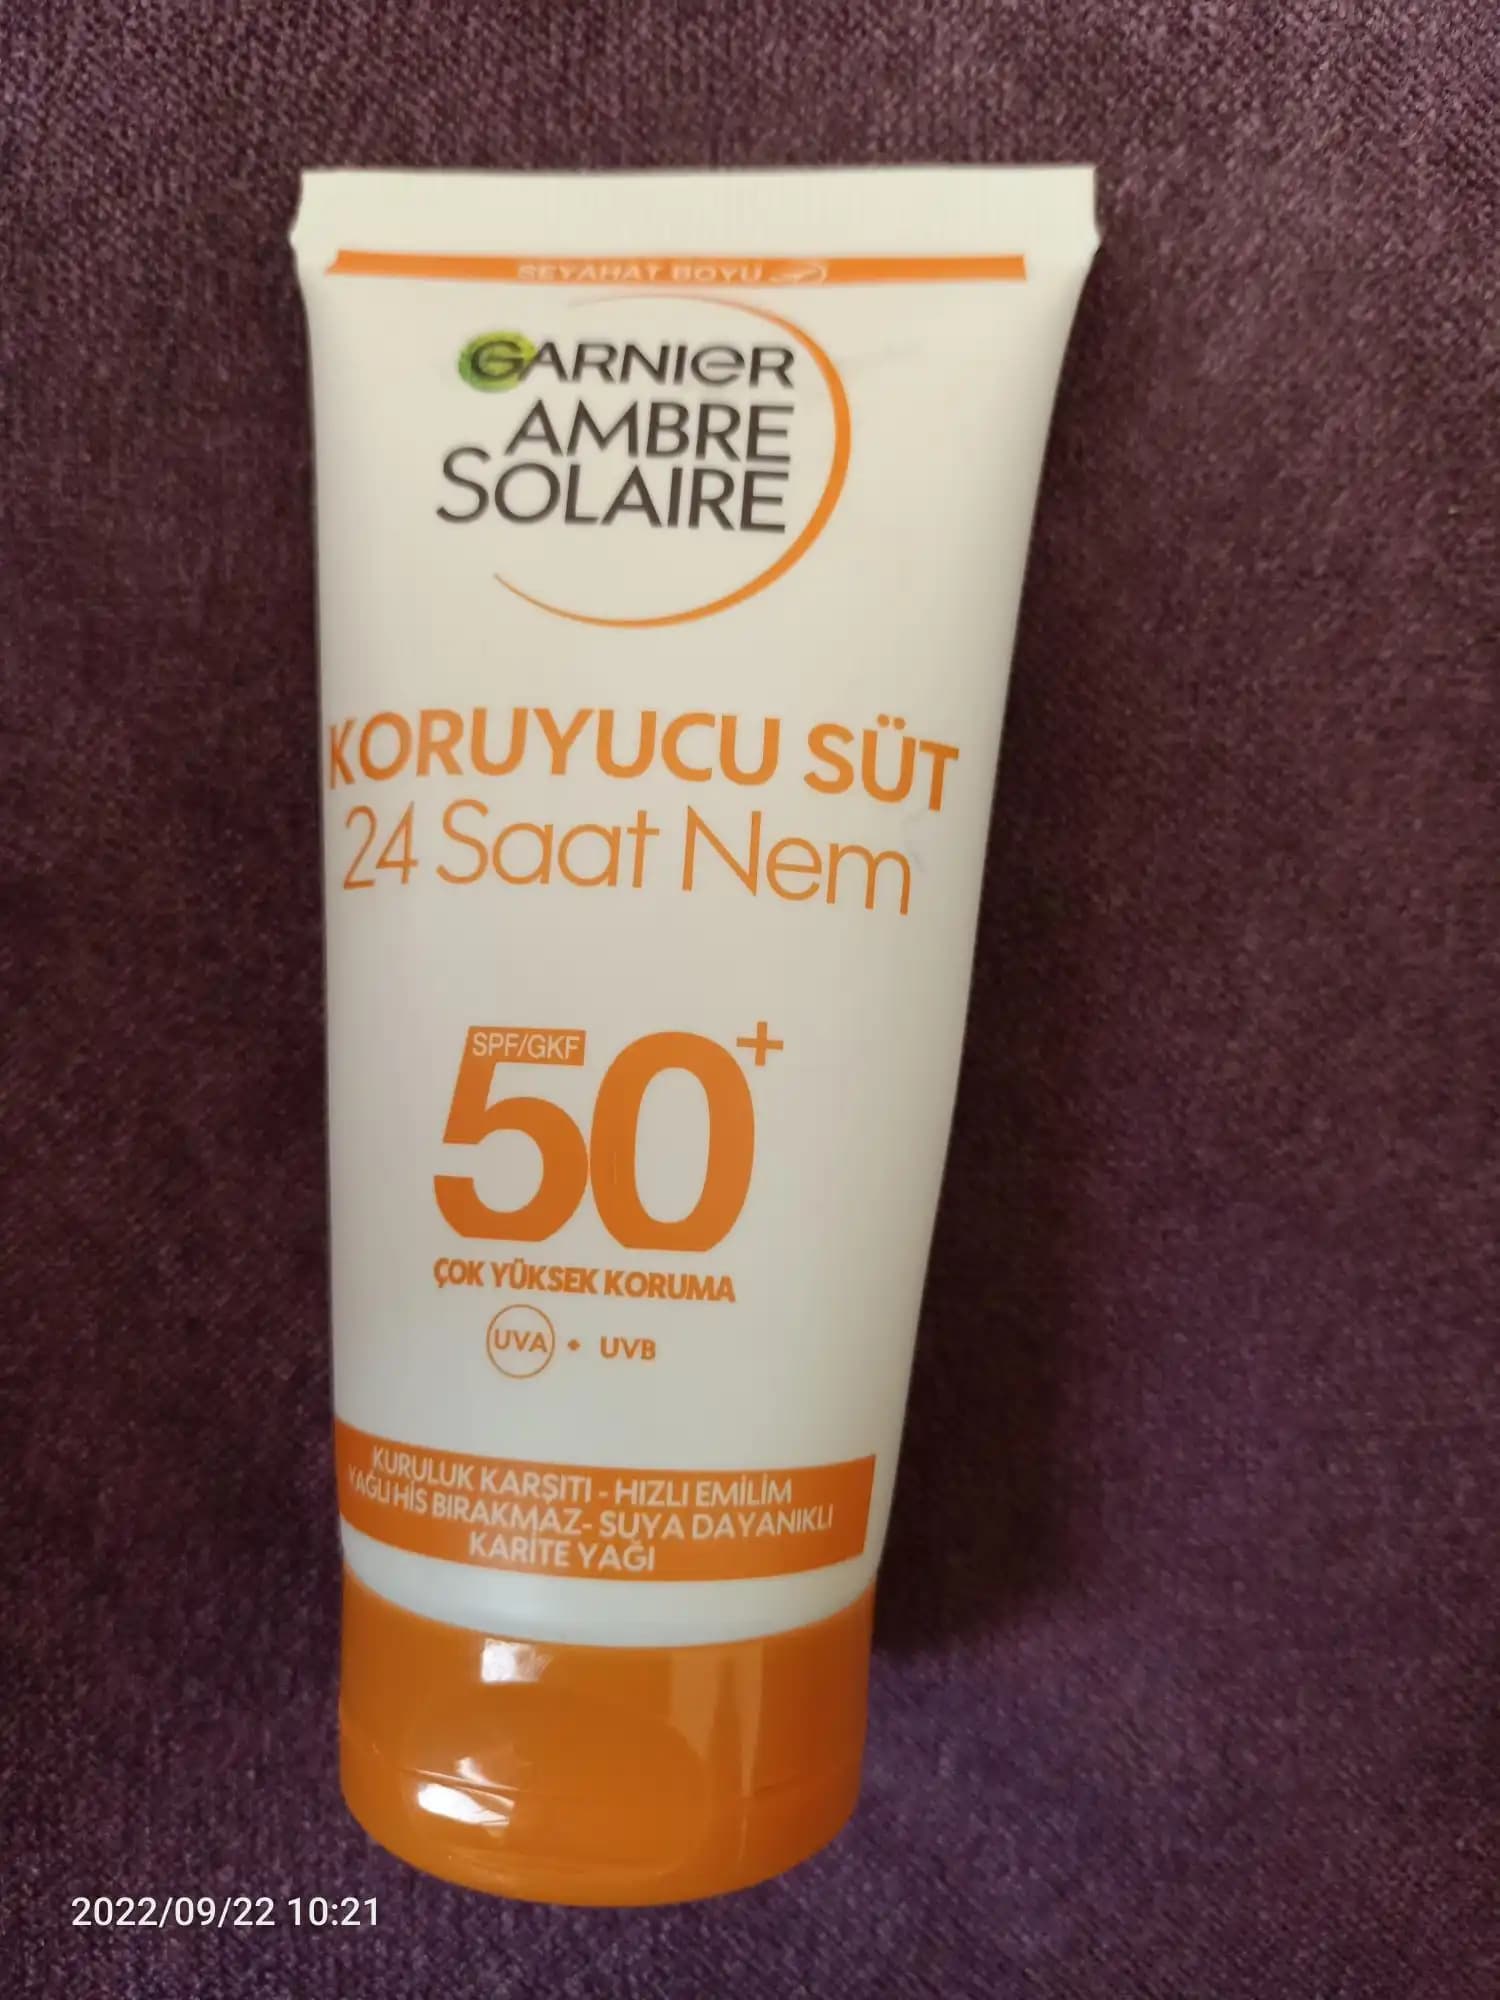 SEYAHAT BOYU
GARNIER
AMBRE
SOLAIRE
KORUYUCU SÜT
24 Saat Nem
SPF/GKF
50+
ÇOK YÜKSEK KORUMA
UVA • UVB
KURULUK KARŞITI - HIZLI EMİLİM
YAĞLI HİS BIRAKMAZ- SUYA DAYANIKLI
KARİTE YAĞI
2022/09/22 10:21